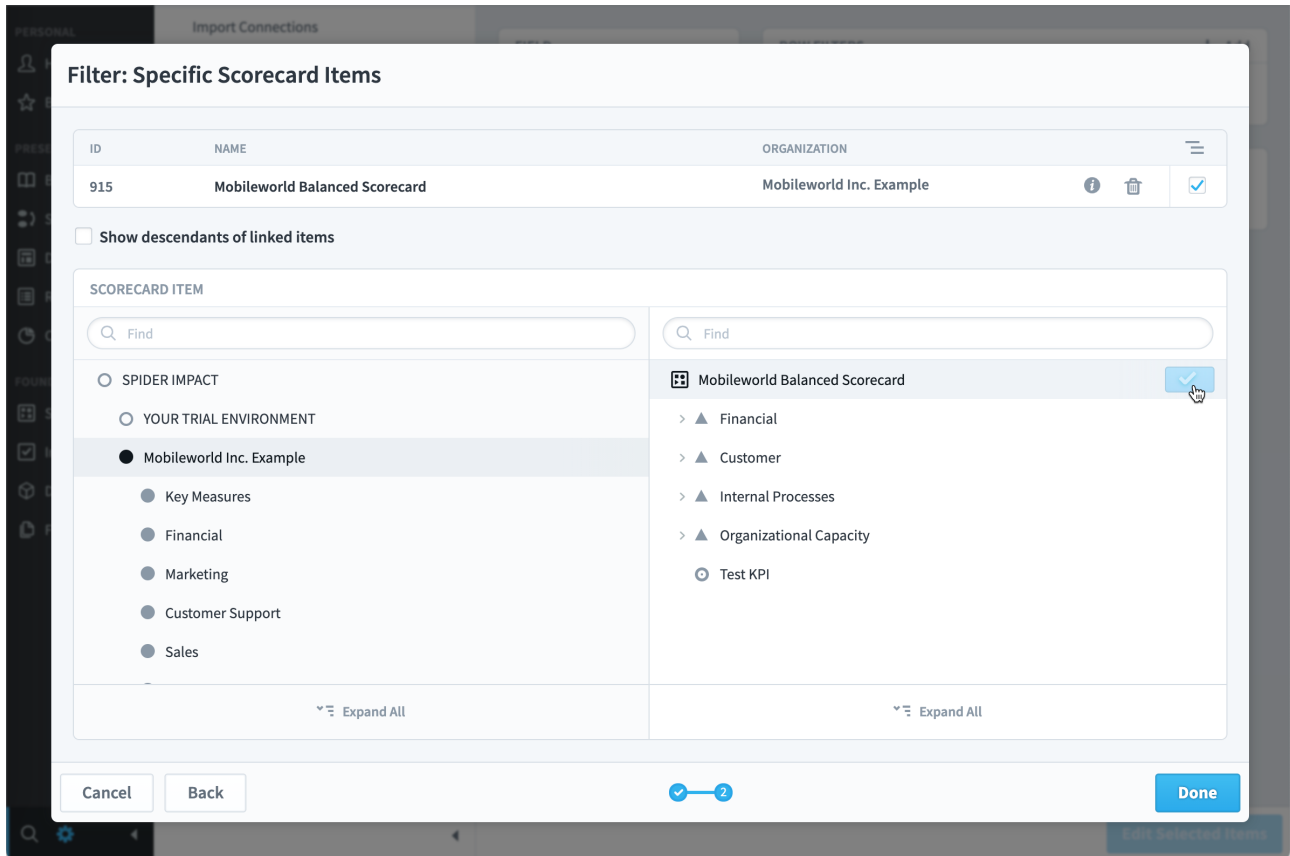 PERSONAL
Import Connections
Filter: Specific Scorecard Items
ID NAME ORGANIZATION
915 Mobileworld Balanced Scorecard Mobileworld Inc. Example
Show descendants of linked items
SCORECARD ITEM
Find Find
SPIDER IMPACT Mobileworld Balanced Scorecard
YOUR TRIAL ENVIRONMENT Financial
Mobileworld Inc. Example Customer
Key Measures Internal Processes
Financial Organizational Capacity
Marketing Test KPI
Customer Support
Sales
Expand All Expand All
Cancel Back 2 Done
Edit Selected Items